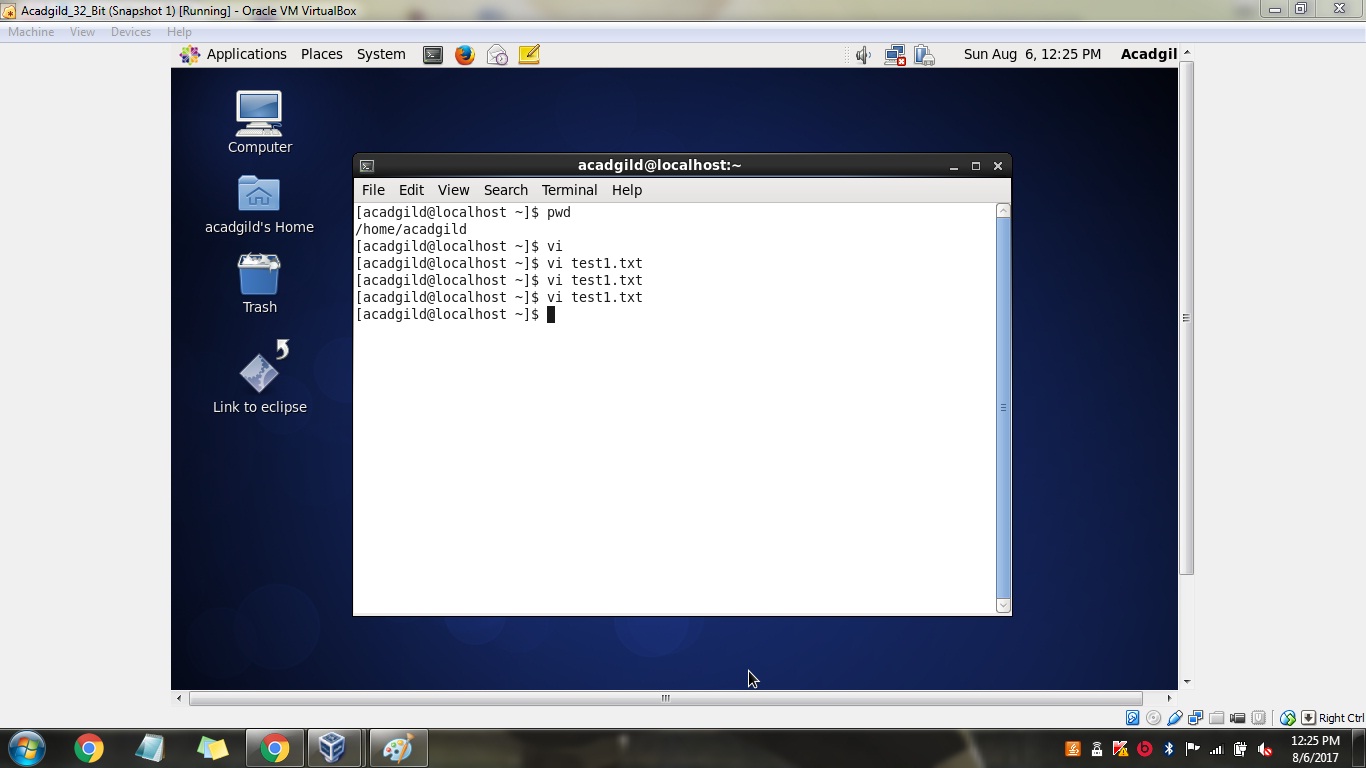 Acadgild_32_Bit (Snapshot 1) [Running] - Oracle VM VirtualBox
Machine View Devices Help
Applications Places System Sun Aug 6, 12:25 PM Acadgil
Computer
acadgild's Home
Trash
Link to eclipse
acadgild@localhost:~
File Edit View Search Terminal Help
[acadgild@localhost ~]$ pwd
/home/acadgild
[acadgild@localhost ~]$ vi
[acadgild@localhost ~]$ vi test1.txt
[acadgild@localhost ~]$ vi test1.txt
[acadgild@localhost ~]$ vi test1.txt
[acadgild@localhost ~]$
Right Ctrl
12:25 PM
8/6/2017